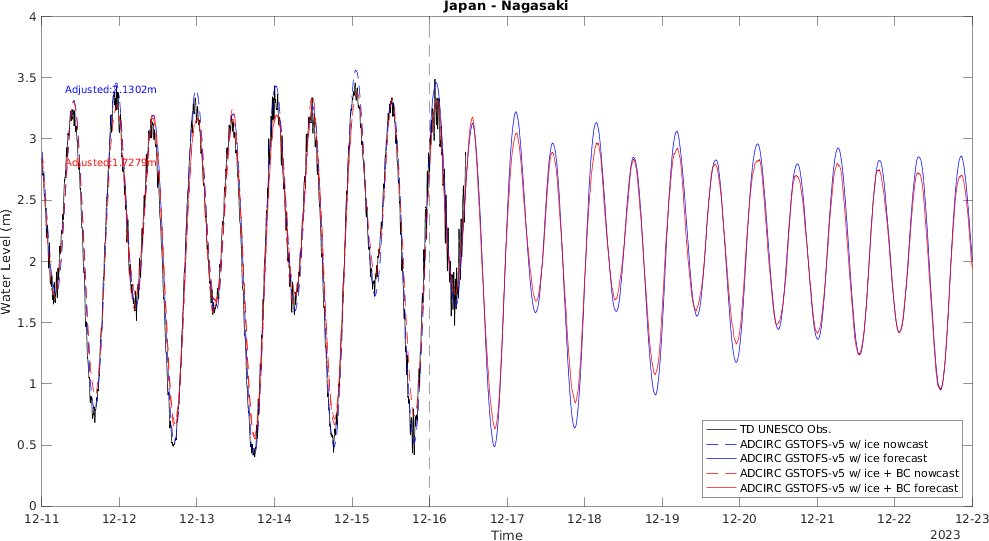 Japan - Nagasaki
4
3.5
3
2.5
2
1.5
1
0.5
0
Water Level (m)
Adjusted:2.1302m
Adjusted:1.7279m
TD UNESCO Obs.
ADCIRC GSTOFS-v5 w/ ice nowcast
ADCIRC GSTOFS-v5 w/ ice forecast
ADCIRC GSTOFS-v5 w/ ice + BC nowcast
ADCIRC GSTOFS-v5 w/ ice + BC forecast
12-11 12-12 12-13 12-14 12-15 12-16 12-17 12-18 12-19 12-20 12-21 12-22 12-23
Time
2023